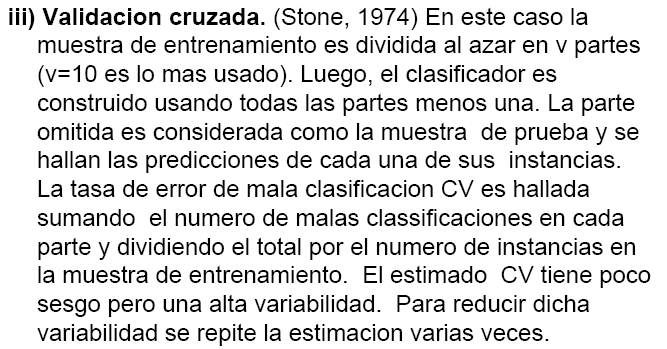 iii) Validacion cruzada. (Stone, 1974) En este caso la
muestra de entrenamiento es dividida al azar en v partes
(v=10 es lo mas usado). Luego, el clasificador es
construido usando todas las partes menos una. La parte
omitida es considerada como la muestra de prueba y se
hallan las predicciones de cada una de sus instancias.
La tasa de error de mala clasificacion CV es hallada
sumando el numero de malas classificaciones en cada
parte y dividiendo el total por el numero de instancias en
la muestra de entrenamiento. El estimado CV tiene poco
sesgo pero una alta variabilidad. Para reducir dicha
variabilidad se repite la estimacion varias veces.